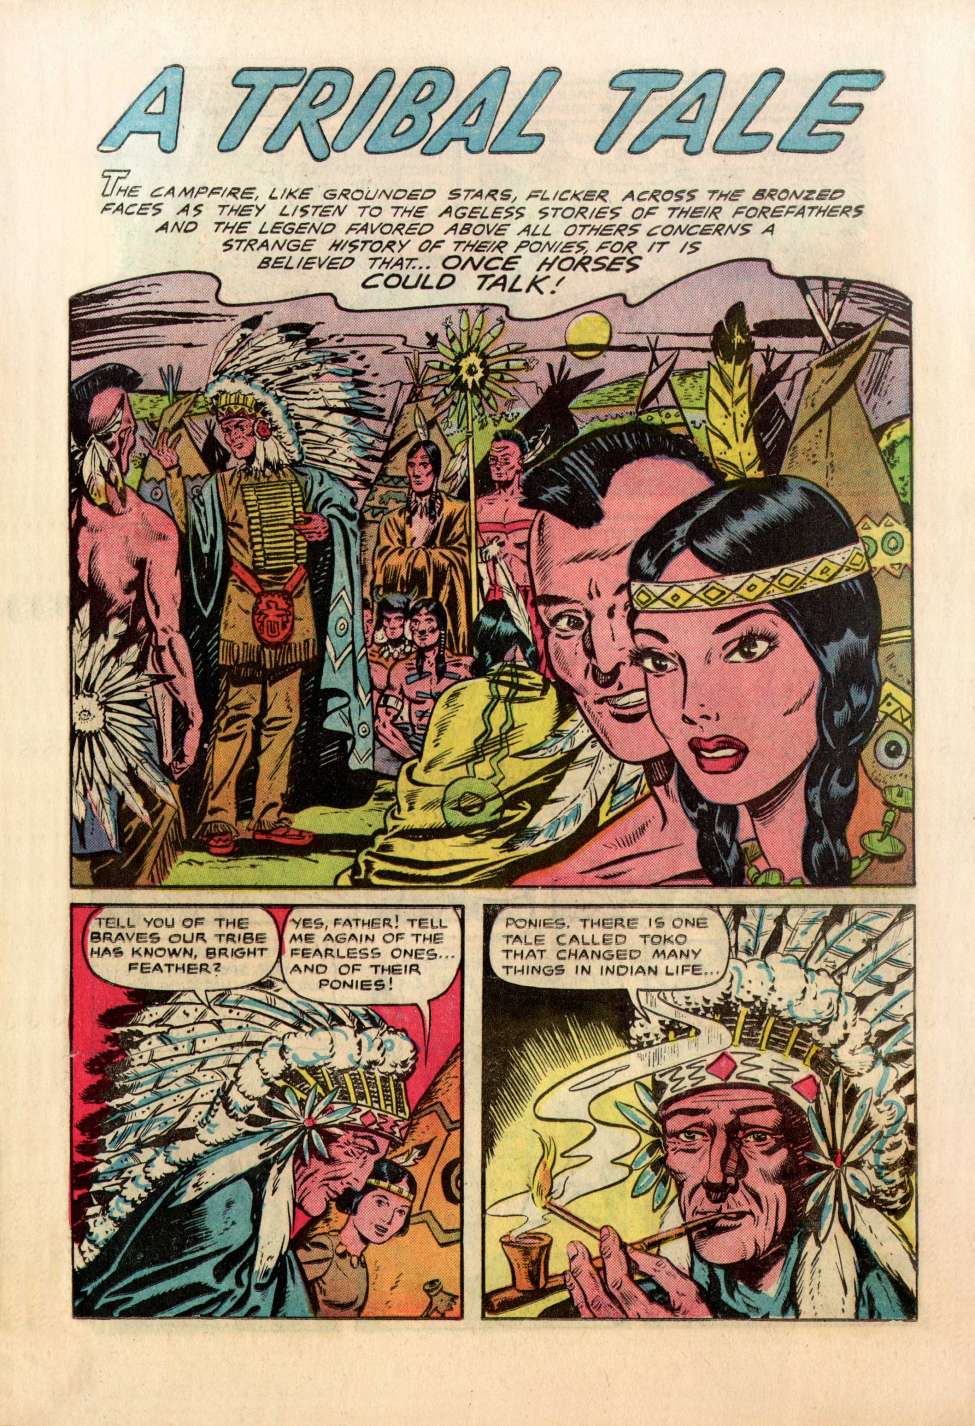 A TRIBAL TALE
THE CAMPFIRE, LIKE GROUNDED STARS, FLICKER ACROSS THE BRONZED
FACES AS THEY LISTEN TO THE AGELESS STORIES OF THEIR FOREFATHERS
AND THE LEGEND FAVORED ABOVE ALL OTHERS CONCERNS A
STRANGE HISTORY OF THEIR PONIES, FOR IT IS
BELIEVED THAT... ONCE HORSES
COULD TALK!
TELL YOU OF THE
BRAVES OUR TRIBE
HAS KNOWN, BRIGHT
FEATHER?
YES, FATHER! TELL
ME AGAIN OF THE
FEARLESS ONES...
AND OF THEIR
PONIES!
PONIES. THERE IS ONE
TALE CALLED TOKO
THAT CHANGED MANY
THINGS IN INDIAN LIFE...